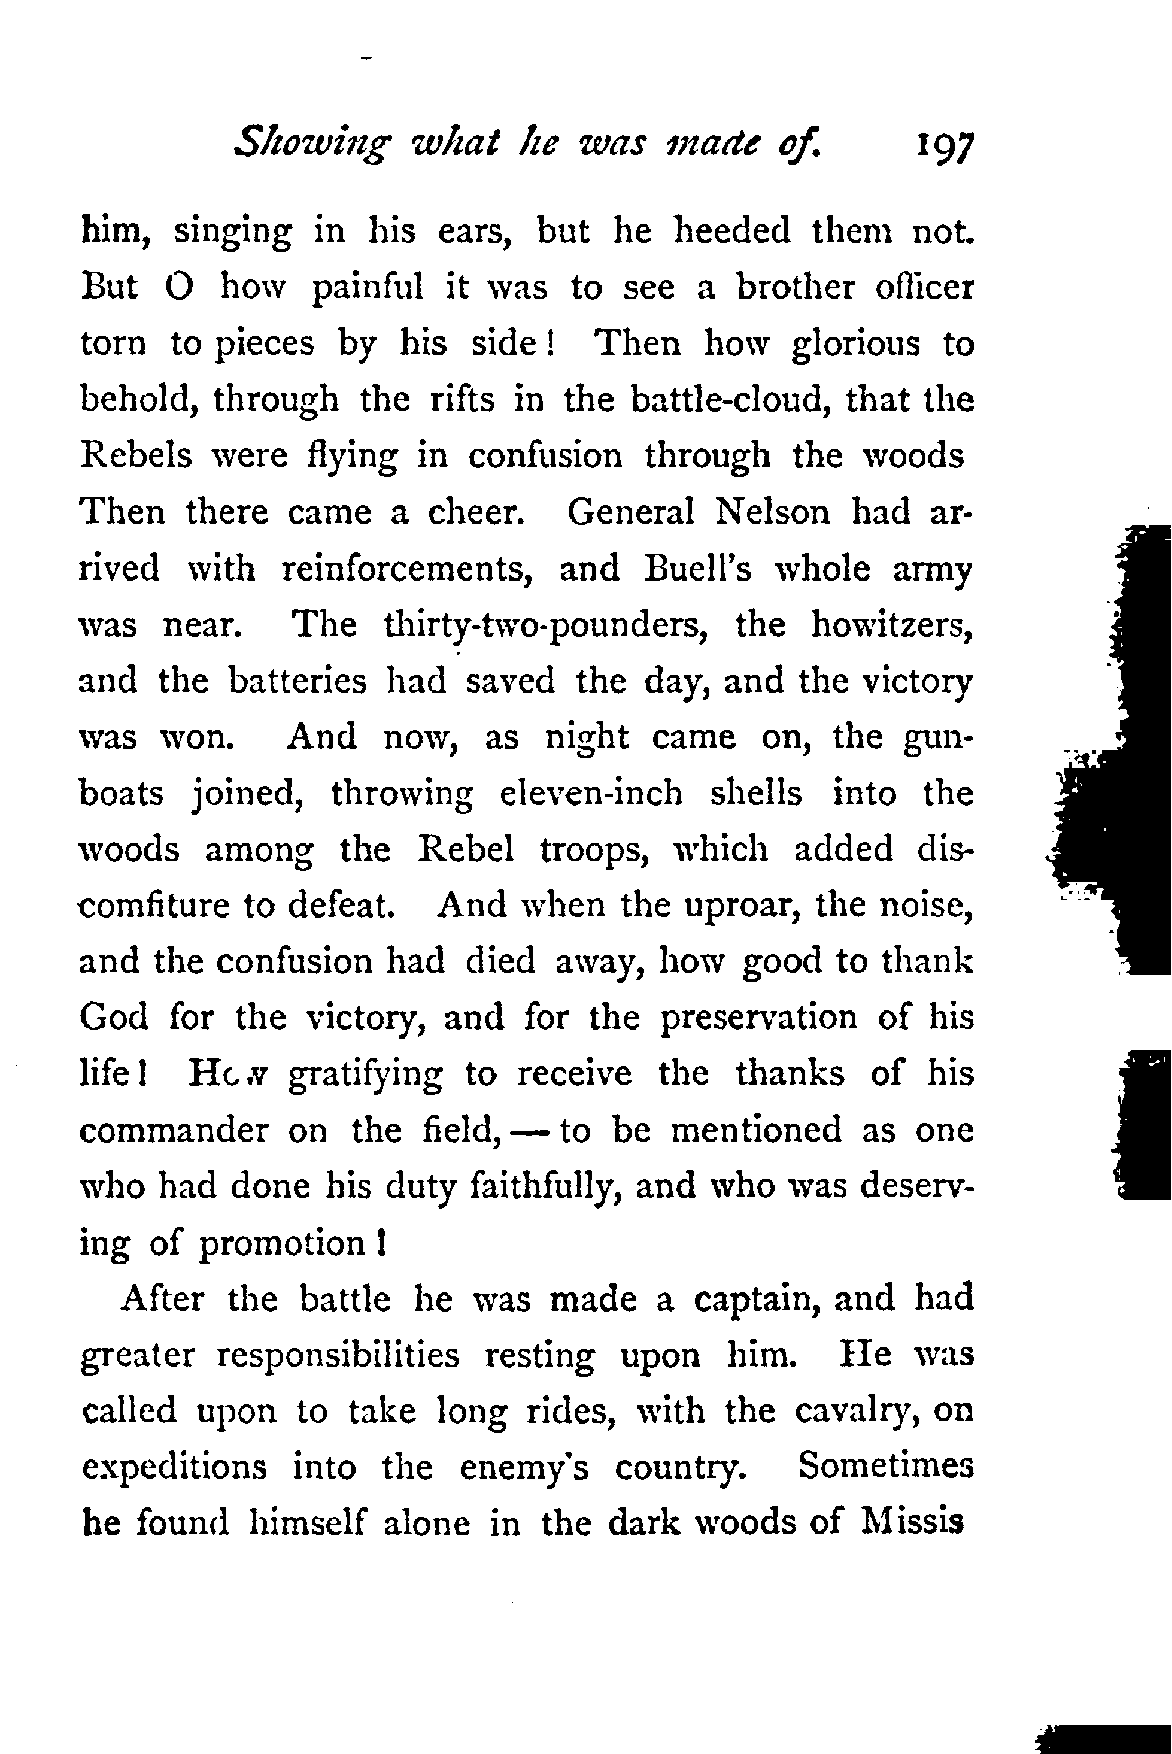 Showing what he was made of. 197
him, singing in his ears, but he heeded them not.
But O how painful it was to see a brother officer
torn to pieces by his side! Then how glorious to
behold, through the rifts in the battle-cloud, that the
Rebels were flying in confusion through the woods
Then there came a cheer. General Nelson had ar-
rived with reinforcements, and Buell's whole army
was near. The thirty-two-pounders, the howitzers,
and the batteries had saved the day, and the victory
was won. And now, as night came on, the gun-
boats joined, throwing eleven-inch shells into the
woods among the Rebel troops, which added dis-
comfiture to defeat. And when the uproar, the noise,
and the confusion had died away, how good to thank
God for the victory, and for the preservation of his
life! How gratifying to receive the thanks of his
commander on the field, — to be mentioned as one
who had done his duty faithfully, and who was deserv-
ing of promotion!
After the battle he was made a captain, and had
greater responsibilities resting upon him. He was
called upon to take long rides, with the cavalry, on
expeditions into the enemy's country. Sometimes
he found himself alone in the dark woods of Missis